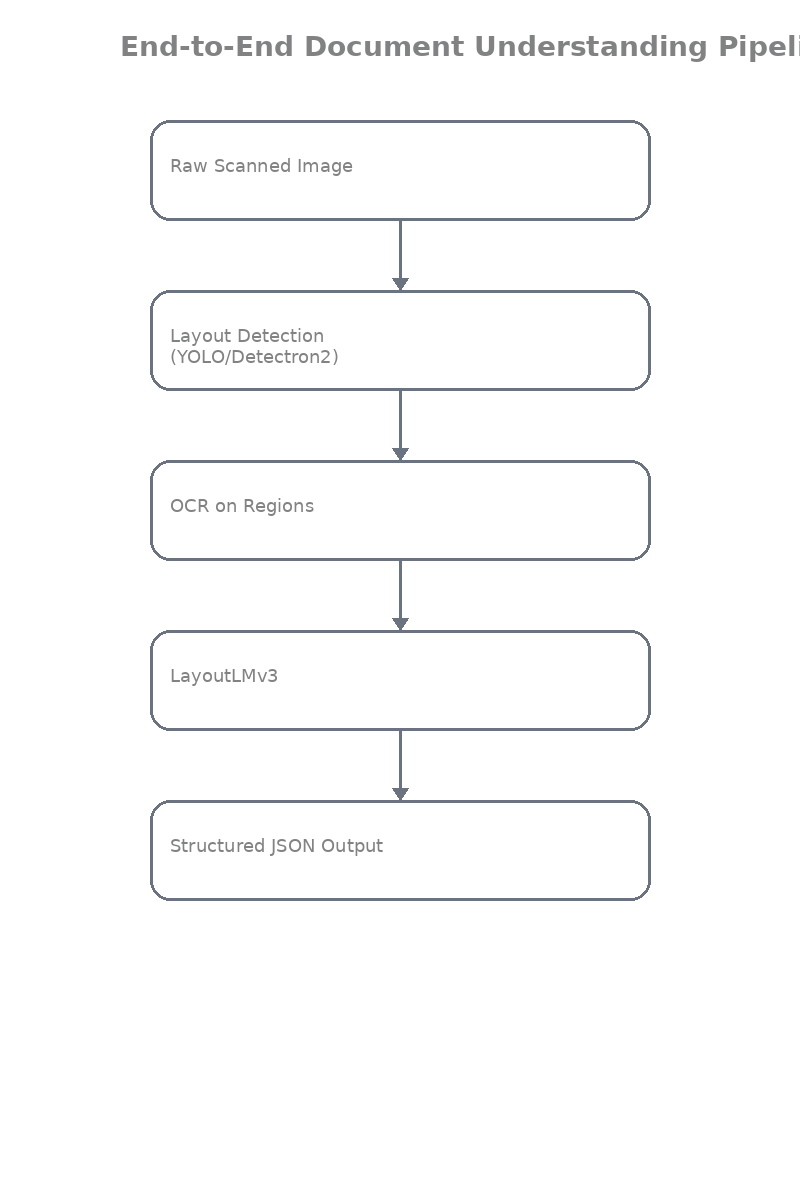 End-to-End Document Understanding Pipeli
Raw Scanned Image
Layout Detection
(YOLO/Detectron2)
OCR on Regions
LayoutLMv3
Structured JSON Output